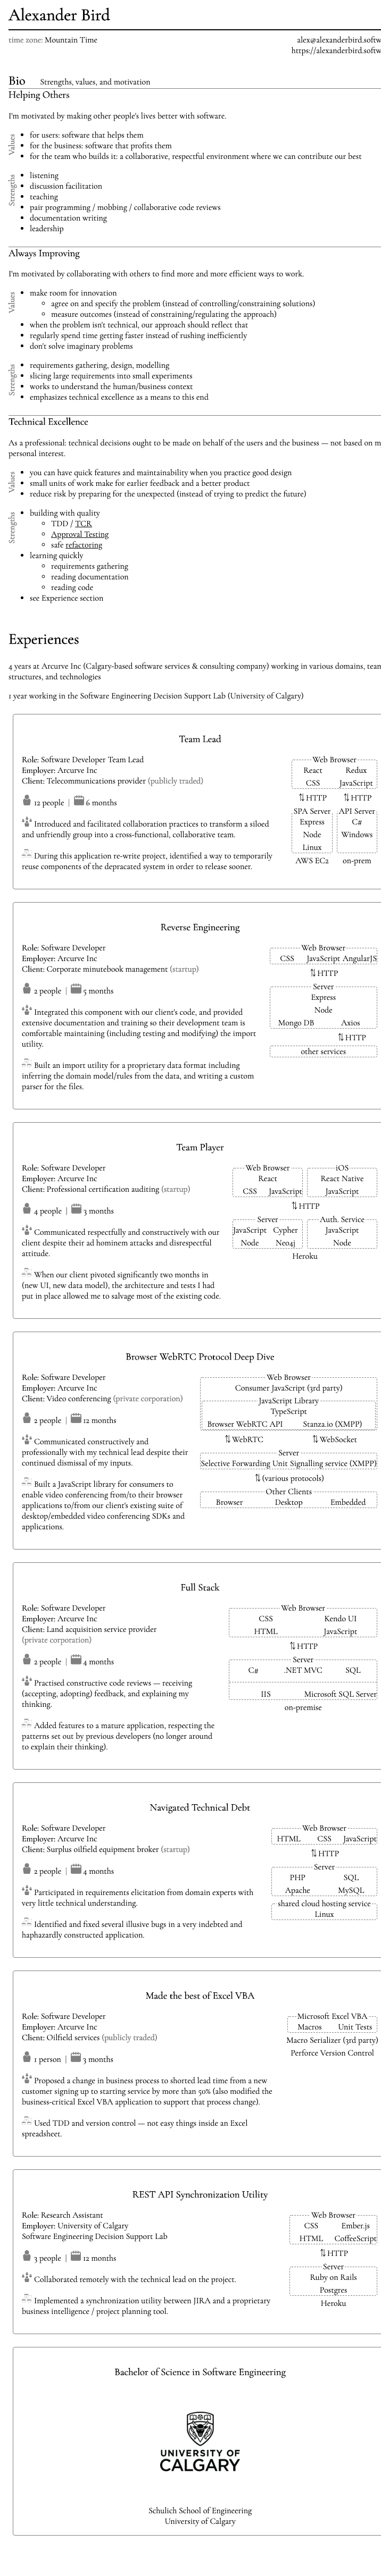 Alexander Bird
time zone: Mountain Time
alex@alexanderbird.softw
https://alexanderbird.softw
Bio Strengths, values, and motivation
Helping Others
I'm motivated by making other people's lives better with software.
Values
• for users: software that helps them
• for the business: software that profits them
• for the team who builds it: a collaborative, respectful environment where we can contribute our best
Strengths
• listening
• discussion facilitation
• teaching
• pair programming / mobbing / collaborative code reviews
• documentation writing
• leadership
Always Improving
I'm motivated by collaborating with others to find more and more efficient ways to work.
Values
• make room for innovation
◦ agree on and specify the problem (instead of controlling/constraining solutions)
◦ measure outcomes (instead of constraining/regulating the approach)
• when the problem isn't technical, our approach should reflect that
• regularly spend time getting faster instead of rushing inefficiently
• don't solve imaginary problems
Strengths
• requirements gathering, design, modelling
• slicing large requirements into small experiments
• works to understand the human/business context
• emphasizes technical excellence as a means to this end
Technical Excellence
As a professional: technical decisions ought to be made on behalf of the users and the business — not based on m
personal interest.
Values
• you can have quick features and maintainability when you practice good design
• small units of work make for earlier feedback and a better product
• reduce risk by preparing for the unexpected (instead of trying to predict the future)
Strengths
• building with quality
◦ TDD / TCR
◦ Approval Testing
◦ safe refactoring
• learning quickly
◦ requirements gathering
◦ reading documentation
◦ reading code
• see Experience section
Experiences
4 years at Arcurve Inc (Calgary-based software services & consulting company) working in various domains, team
structures, and technologies
1 year working in the Software Engineering Decision Support Lab (University of Calgary)
Team Lead
Role: Software Developer Team Lead
Employer: Arcurve Inc
Client: Telecommunications provider (publicly traded)
12 people | 6 months
Introduced and facilitated collaboration practices to transform a siloed
and unfriendly group into a cross-functional, collaborative team.
During this application re-write project, identified a way to temporarily
reuse components of the depracated system in order to release sooner.
Web Browser
React Redux
CSS JavaScript
⇅ HTTP ⇅ HTTP
SPA Server API Server
Express C#
Node Windows
Linux
AWS EC2 on-prem
Reverse Engineering
Role: Software Developer
Employer: Arcurve Inc
Client: Corporate minutebook management (startup)
2 people | 5 months
Integrated this component with our client's code, and provided
extensive documentation and training so their development team is
comfortable maintaining (including testing and modifying) the import
utility.
Built an import utility for a proprietary data format including
inferring the domain model/rules from the data, and writing a custom
parser for the files.
Web Browser
CSS JavaScript AngularJS
⇅ HTTP
Server
Express
Node
Mongo DB Axios
⇅ HTTP
other services
Team Player
Role: Software Developer
Employer: Arcurve Inc
Client: Professional certification auditing (startup)
4 people | 3 months
Communicated respectfully and constructively with our
client despite their ad hominem attacks and disrespectful
attitude.
When our client pivoted significantly two months in
(new UI, new data model), the architecture and tests I had
put in place allowed me to salvage most of the existing code.
Web Browser iOS
React React Native
CSS JavaScript JavaScript
⇅ HTTP
Server Auth. Service
JavaScript Cypher JavaScript
Node Neo4j Node
Heroku
Browser WebRTC Protocol Deep Dive
Role: Software Developer
Employer: Arcurve Inc
Client: Video conferencing (private corporation)
2 people | 12 months
Communicated constructively and
professionally with my technical lead despite their
continued dismissal of my inputs.
Built a JavaScript library for consumers to
enable video conferencing from/to their browser
applications to/from our client's existing suite of
desktop/embedded video conferencing SDKs and
applications.
Web Browser
Consumer JavaScript (3rd party)
JavaScript Library
TypeScript
Browser WebRTC API Stanza.io (XMPP)
⇅ WebRTC ⇅ WebSocket
Server
Selective Forwarding Unit Signalling service (XMPP)
⇅ (various protocols)
Other Clients
Browser Desktop Embedded
Full Stack
Role: Software Developer
Employer: Arcurve Inc
Client: Land acquisition service provider
(private corporation)
2 people | 4 months
Practised constructive code reviews — receiving
(accepting, adopting) feedback, and explaining my
thinking.
Added features to a mature application, respecting the
patterns set out by previous developers (no longer around
to explain their thinking).
Web Browser
CSS Kendo UI
HTML JavaScript
⇅ HTTP
Server
C# .NET MVC SQL
IIS Microsoft SQL Server
on-premise
Navigated Technical Debt
Role: Software Developer
Employer: Arcurve Inc
Client: Surplus oilfield equipment broker (startup)
2 people | 4 months
Participated in requirements elicitation from domain experts with
very little technical understanding.
Identified and fixed several illusive bugs in a very indebted and
haphazardly constructed application.
Web Browser
HTML CSS JavaScript
⇅ HTTP
Server
PHP SQL
Apache MySQL
shared cloud hosting service
Linux
Made the best of Excel VBA
Role: Software Developer
Employer: Arcurve Inc
Client: Oilfield services (publicly traded)
1 person | 3 months
Proposed a change in business process to shorted lead time from a new
customer signing up to starting service by more than 50% (also modified the
business-critical Excel VBA application to support that process change).
Used TDD and version control — not easy things inside an Excel
spreadsheet.
Microsoft Excel VBA
Macros Unit Tests
Macro Serializer (3rd party)
Perforce Version Control
REST API Synchronization Utility
Role: Research Assistant
Employer: University of Calgary
Software Engineering Decision Support Lab
3 people | 12 months
Collaborated remotely with the technical lead on the project.
Implemented a synchronization utility between JIRA and a proprietary
business intelligence / project planning tool.
Web Browser
CSS Ember.js
HTML CoffeeScript
⇅ HTTP
Server
Ruby on Rails
Postgres
Heroku
Bachelor of Science in Software Engineering
UNIVERSITY OF
CALGARY
Schulich School of Engineering
University of Calgary